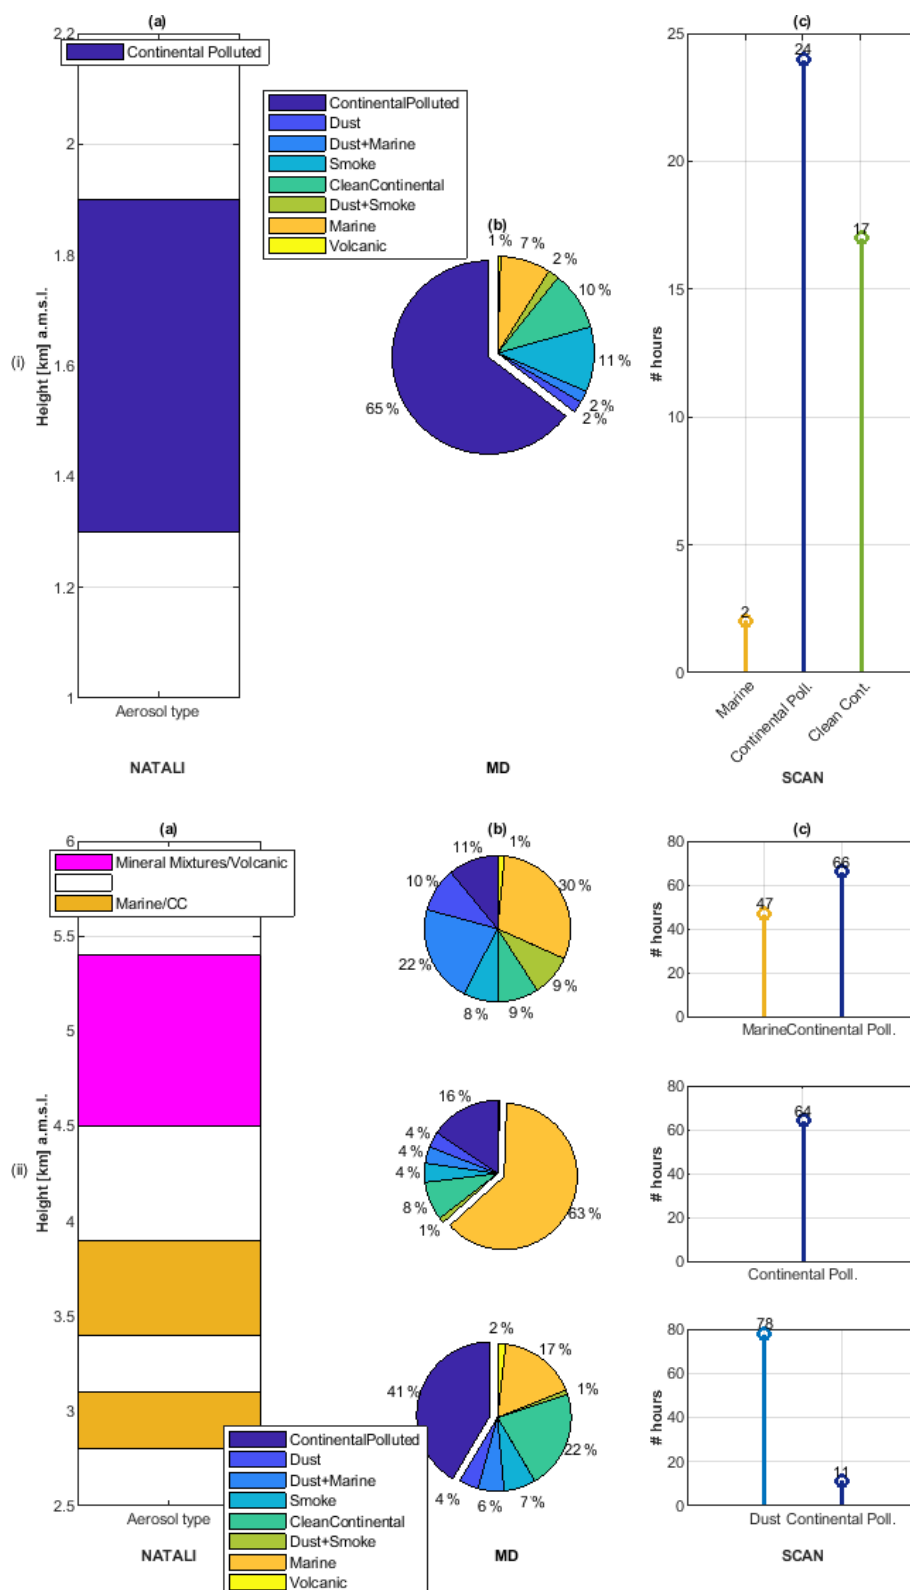 (a)
(c)
2.2
Continental Polluted
2
1.8
1.6
1.4
1.2
1
Height [km] a.m.s.l.
(i)
Aerosol type
NATALI
ContinentalPolluted
Dust
Dust+Marine
Smoke
CleanContinental
Dust+Smoke
Marine
Volcanic
(b)
1 %
7 %
2 %
10 %
11 %
2 %
2 %
65 %
MD
25
20
15
10
5
0
# hours
24
17
2
Marine
Continental Poll.
Clean Cont.
SCAN
(a)
(b)
(c)
6
Mineral Mixtures/Volcanic
Marine/CC
5.5
5
4.5
4
3.5
3
2.5
Height [km] a.m.s.l.
(ii)
Aerosol type
NATALI
11 %
1%
10 %
30 %
22 %
8 %
9 %
9 %
80
60
40
20
0
# hours
47
66
MarineContinental Poll.
16 %
4 %
4 %
4 %
8 %
1%
63 %
80
60
40
20
0
# hours
64
Continental Poll.
2 %
17 %
41 %
1%
22 %
4 %
6 %
7 %
80
60
40
20
0
# hours
78
11
Dust Continental Poll.
ContinentalPolluted
Dust
Dust+Marine
Smoke
CleanContinental
Dust+Smoke
Marine
Volcanic
MD
SCAN